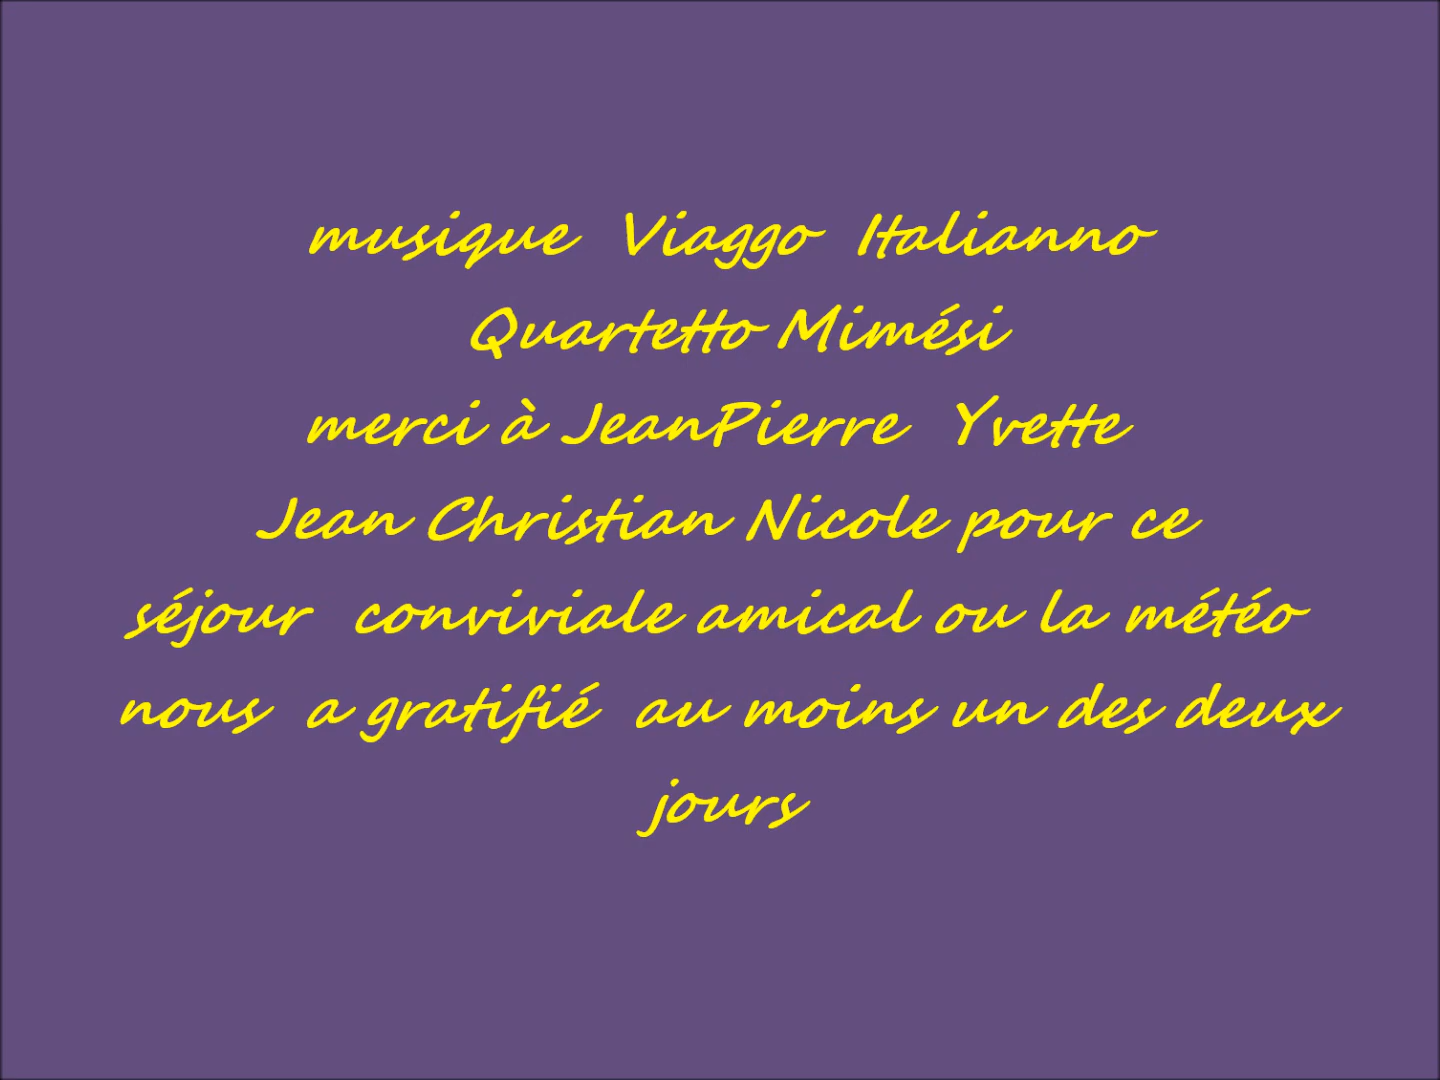 musique Viaggo Italianno
Quartetto Mimési
merci à JeanPierre Yvette
Jean Christian Nicole pour ce
séjour conviviale amical ou la météo
nous a gratifié au moins un des deux
jours